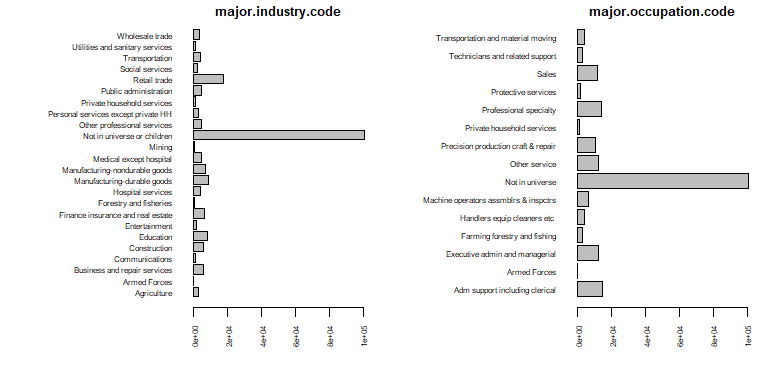 major.industry.code
Wholesale trade
Utilities and sanitary services
Transportation
Social services
Retail trade
Public administration
Private household services
Personal services except private HH
Other professional services
Not in universe or children
Mining
Medical except hospital
Manufacturing-nondurable goods
Manufacturing-durable goods
Hospital services
Forestry and fisheries
Finance insurance and real estate
Entertainment
Education
Construction
Communications
Business and repair services
Armed Forces
Agriculture
0e+00
2e+04
4e+04
6e+04
8e+04
1e+05
major.occupation.code
Transportation and material moving
Technicians and related support
Sales
Protective services
Professional specialty
Private household services
Precision production craft & repair
Other service
Not in universe
Machine operators assmblrs & inspctrs
Handlers equip cleaners etc
Farming forestry and fishing
Executive admin and managerial
Armed Forces
Adm support including clerical
0e+00
2e+04
4e+04
6e+04
8e+04
1e+05